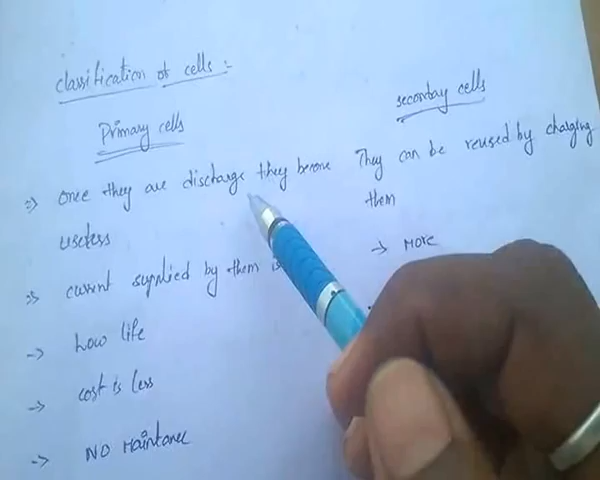 classification of cells :-
Primary cells
secontary cells
=> once they are discharge they become
useless
They can be reused by charging
them
=> current supplied by them is
-> More
-> Low life
-> cost is less
-> NO Maintance